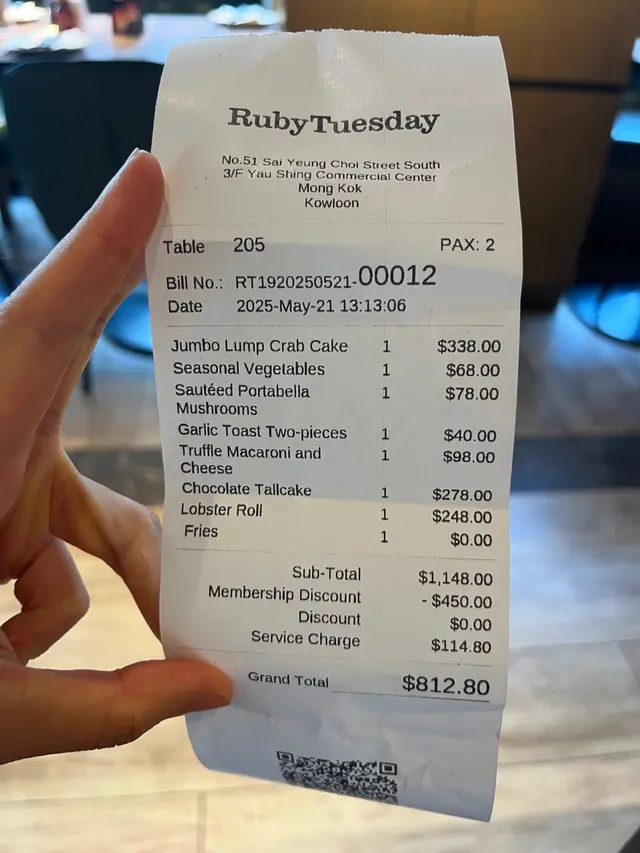 RubyTuesday
No.51 Sai Yeung Choi Street South
3/F Yau Shing Commercial Center
Mong Kok
Kowloon
Table 205 PAX: 2
Bill No.: RT1920250521-00012
Date 2025-May-21 13:13:06
Jumbo Lump Crab Cake 1 $338.00
Seasonal Vegetables 1 $68.00
Sautéed Portabella 1 $78.00
Mushrooms
Garlic Toast Two-pieces 1 $40.00
Truffle Macaroni and 1 $98.00
Cheese
Chocolate Tallcake 1 $278.00
Lobster Roll 1 $248.00
Fries 1 $0.00
Sub-Total $1,148.00
Membership Discount - $450.00
Discount $0.00
Service Charge $114.80
Grand Total $812.80